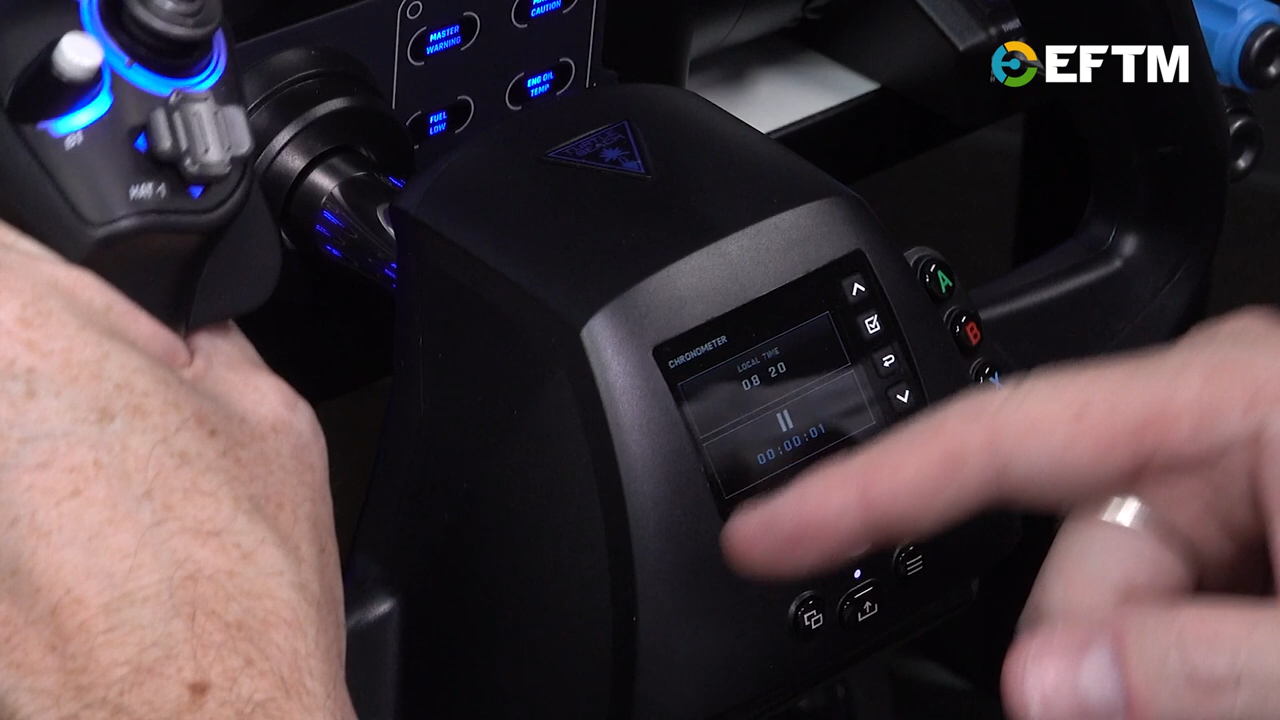 MASTER
WARNING
CAUTION
ENG OIL
TEMP
FUEL
LOW
EFTM
CHRONOMETER
LOCAL TIME
08 20
00:00:01
A
B